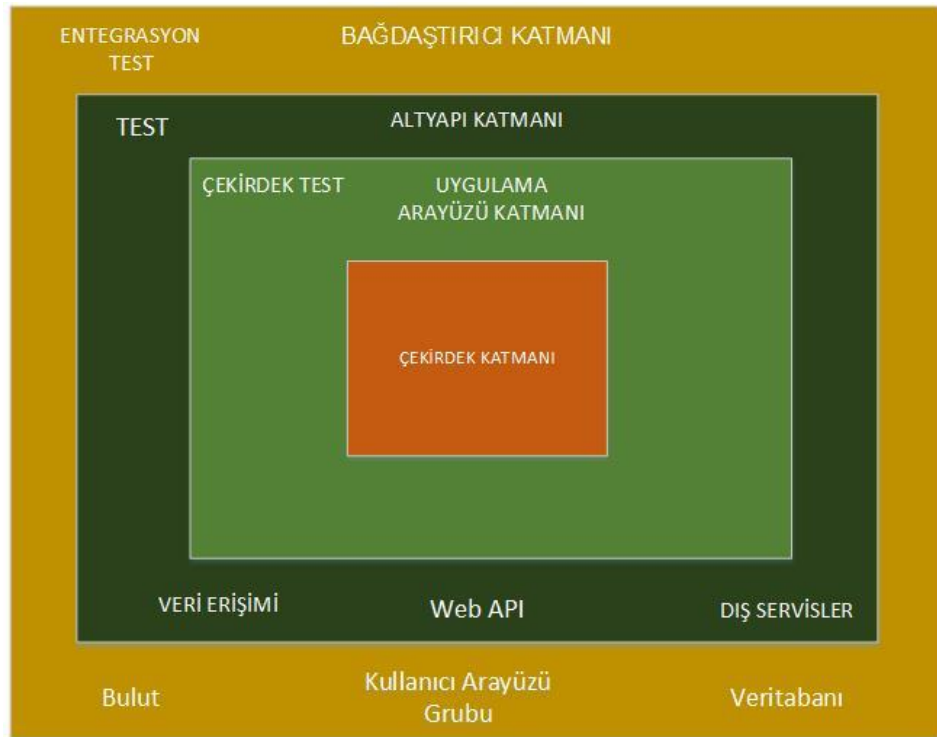 ENTEGRASYON
TEST
BAĞDAŞTIRICI KATMANI
TEST
ALTYAPI KATMANI
ÇEKİRDEK TEST
UYGULAMA
ARAYÜZÜ KATMANI
ÇEKİRDEK KATMANI
VERİ ERİŞİMİ
Web API
DIŞ SERVİSLER
Bulut
Kullanıcı Arayüzü
Grubu
Veritabanı